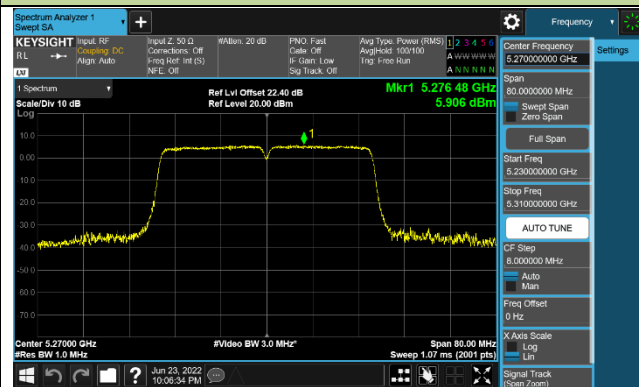 Spectrum Analyzer 1
Swept SA
Frequency
KEYSIGHT
RL
LXI
Input: RF
Coupling: DC
Align: Auto
Input Z: 50 Ω
Corrections: Off
Freq Ref: Int (S)
NFE: Off
#Atten: 20 dB
PNO: Fast
Gate: Off
IF Gain: Low
Sig Track: Off
Avg Type: Power (RMS)
Avg|Hold: 100/100
Trig: Free Run
1 2 3 4 5 6
A W W W W W
A N N N N N
Center Frequency
5.270000000 GHz
Settings
Span
80.0000000 MHz
Swept Span
Zero Span
Full Span
Start Freq
5.230000000 GHz
Stop Freq
5.310000000 GHz
AUTO TUNE
CF Step
8.000000 MHz
Auto
Man
Freq Offset
0 Hz
X Axis Scale
Log
Lin
Signal Track
(Span Zoom)
1 Spectrum
Scale/Div 10 dB
Log
Ref Lvl Offset 22.40 dB
Ref Level 20.00 dBm
Mkr1 5.276 48 GHz
5.906 dBm
1
10.0
0.00
10.0
20.0
30.0
40.0
-50.0
60.0
70.0
Center 5.27000 GHz
#Res BW 1.0 MHz
#Video BW 3.0 MHz*
Span 80.00 MHz
Sweep 1.07 ms (2001 pts)
?
Jun 23, 2022
10:06:34 PM